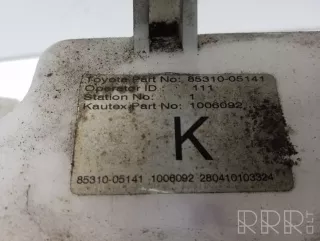 Toyota Part No: 85310-05141
Operator ID : 111
Station No: 1
Kautex Part No: 1006092
K
85310-05141 1006092 280410103324
RRR.LT